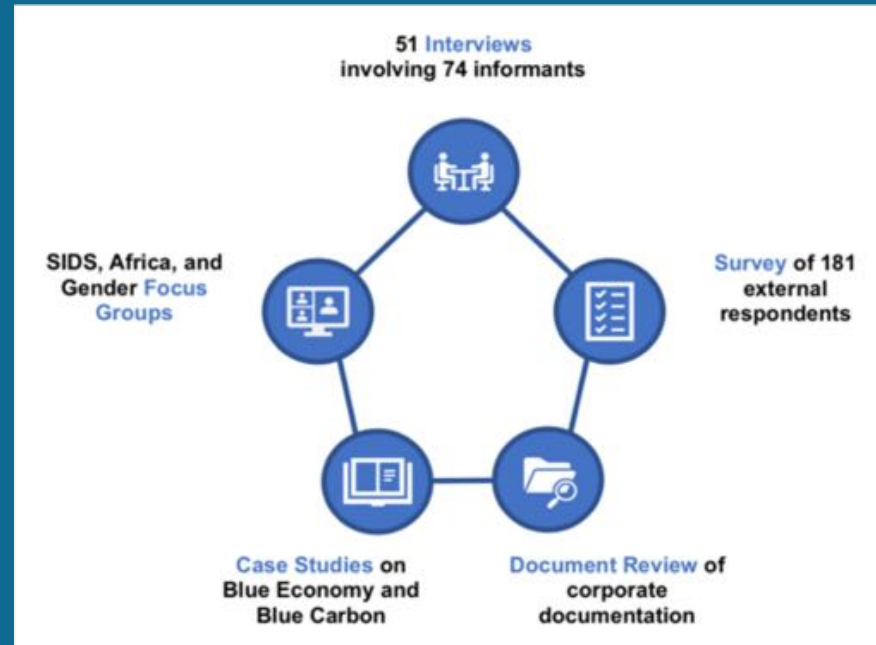 51 Interviews
involving 74 informants
SIDS, Africa, and
Gender Focus
Groups
Survey of 181
external
respondents
Case Studies on
Blue Economy and
Blue Carbon
Document Review of
corporate
documentation